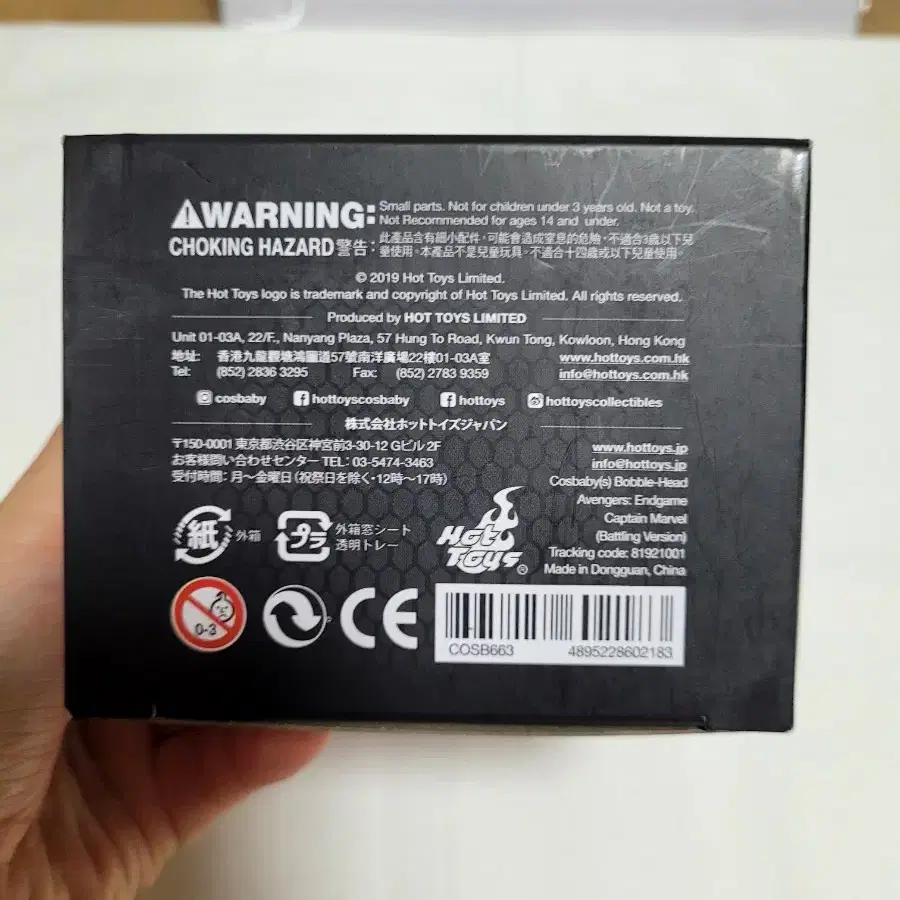 WARNING: Small parts. Not for children under 3 years old. Not a toy.
Not Recommended for ages 14 and under.
CHOKING HAZARD 警告: 此產品含有細小配件，可能會造成窒息的危險，不適合3歲以下兒
童使用。本產品不是兒童玩具。不適合十四歲或以下兒童使用。
© 2019 Hot Toys Limited.
The Hot Toys logo is trademark and copyright of Hot Toys Limited. All rights reserved.
Produced by HOT TOYS LIMITED
Unit 01-03A, 22/F., Nanyang Plaza, 57 Hung To Road, Kwun Tong, Kowloon, Hong Kong
地址: 香港九龍觀塘鴻圖道57號南洋廣場22樓01-03A室 www.hottoys.com.hk
Tel: (852) 2836 3295 Fax: (852) 2783 9359 info@hottoys.com.hk
cosbaby hottoyscosbaby hottoys hottoyscollectibles
株式会社ホットトイズジャパン
〒150-0001 東京都渋谷区神宮前3-30-12 Gビル 2F www.hottoys.jp
お客様問い合わせセンター TEL: 03-5474-3463 info@hottoys.jp
受付時間: 月～金曜日 (祝祭日を除く・12時～17時) Cosbaby(s) Bobble-Head
Avengers: Endgame
Captain Marvel
(Battling Version)
Tracking code: 81921001
Made in Dongguan, China
紙 外箱 プラ 外箱窓シート
透明トレー
Hot
Toys®
0-3 CE
COSB663 4895228602183